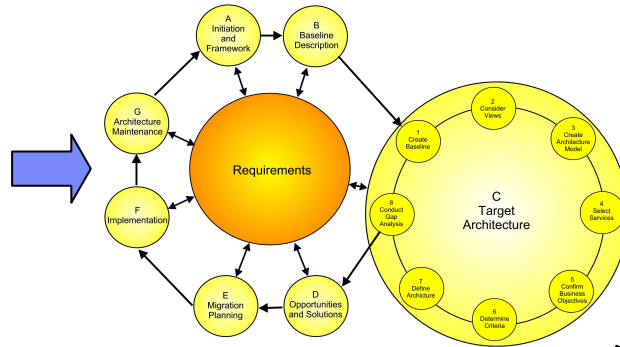 A
Initiation and
Framework
B
Baseline
Description
G
Architecture
Maintenance
Requirements
F
Implementation
E
Migration
Planning
D
Opportunities
and Solutions
C
Target
Architecture
1
Create
Baseline
2
Consider
Views
3
Create
Architecture
Model
4
Select
Services
5
Confirm
Business
Objectives
6
Determine
Criteria
7
Define
Archicture
8
Conduct
Gap
Analysis